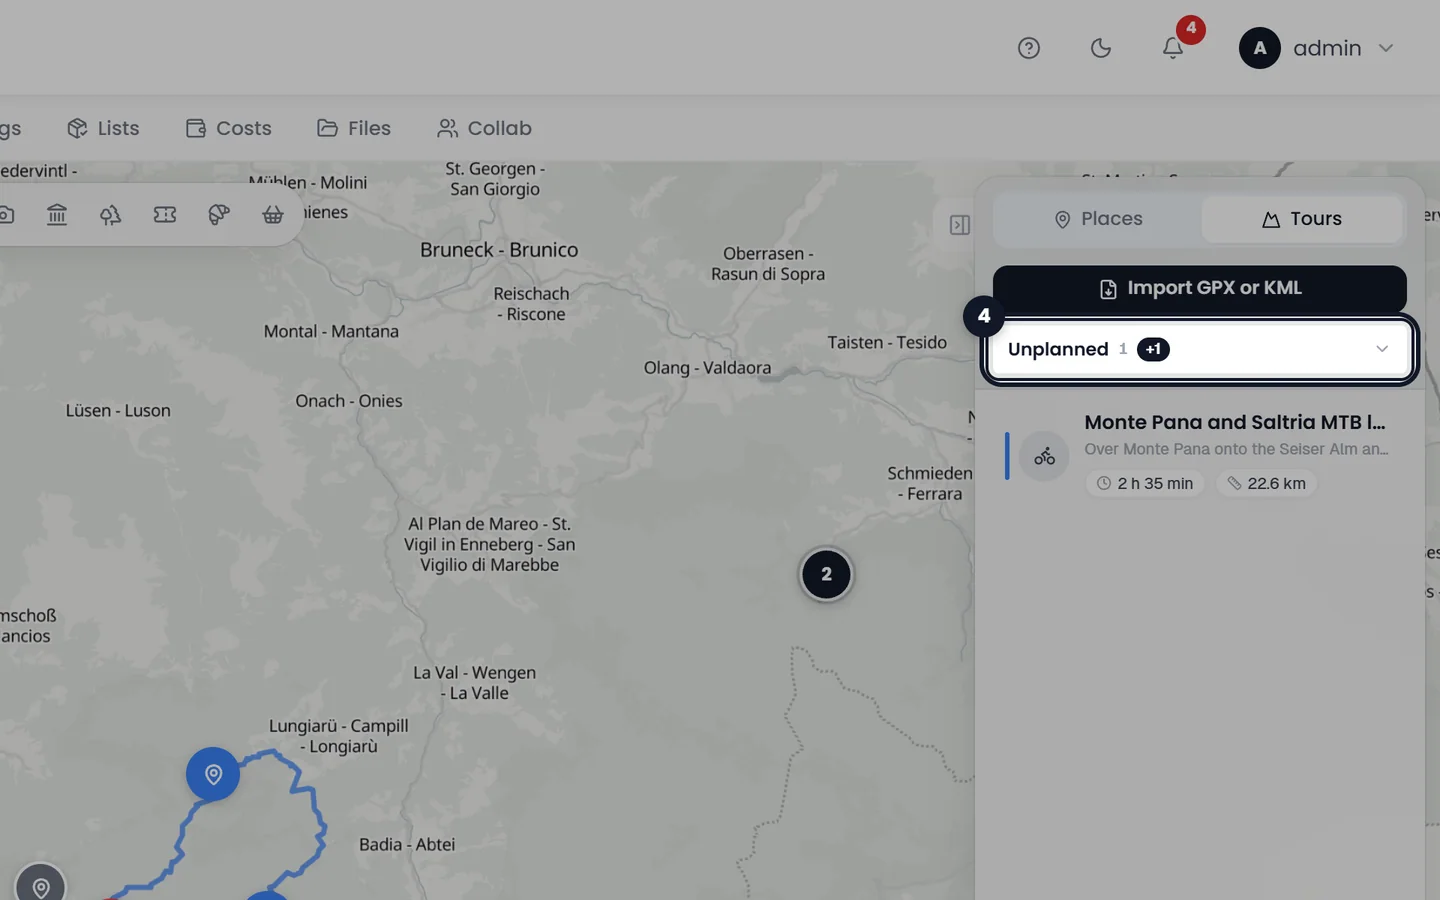 4
A
admin
gs
Lists
Costs
Files
Collab
edervintl -
Mühlen - Molini
St. Georgen -
San Giorgio
ienes
Bruneck - Brunico
Oberrasen -
Rasun di Sopra
Reischach
- Riscone
Montal - Mantana
Taisten - Tesido
Olang - Valdaora
Lüsen - Luson
Onach - Onies
Schmieden
- Ferrara
Al Plan de Mareo - St.
Vigil in Enneberg - San
Vigilio di Marebbe
2
mschoß
ancios
La Val - Wengen
- La Valle
Lungiarü - Campill
- Longiarù
Badia - Abtei
Places
Tours
Import GPX or KML
4
Unplanned 1 +1
Monte Pana and Saltria MTB l...
Over Monte Pana onto the Seiser Alm an...
2 h 35 min
22.6 km